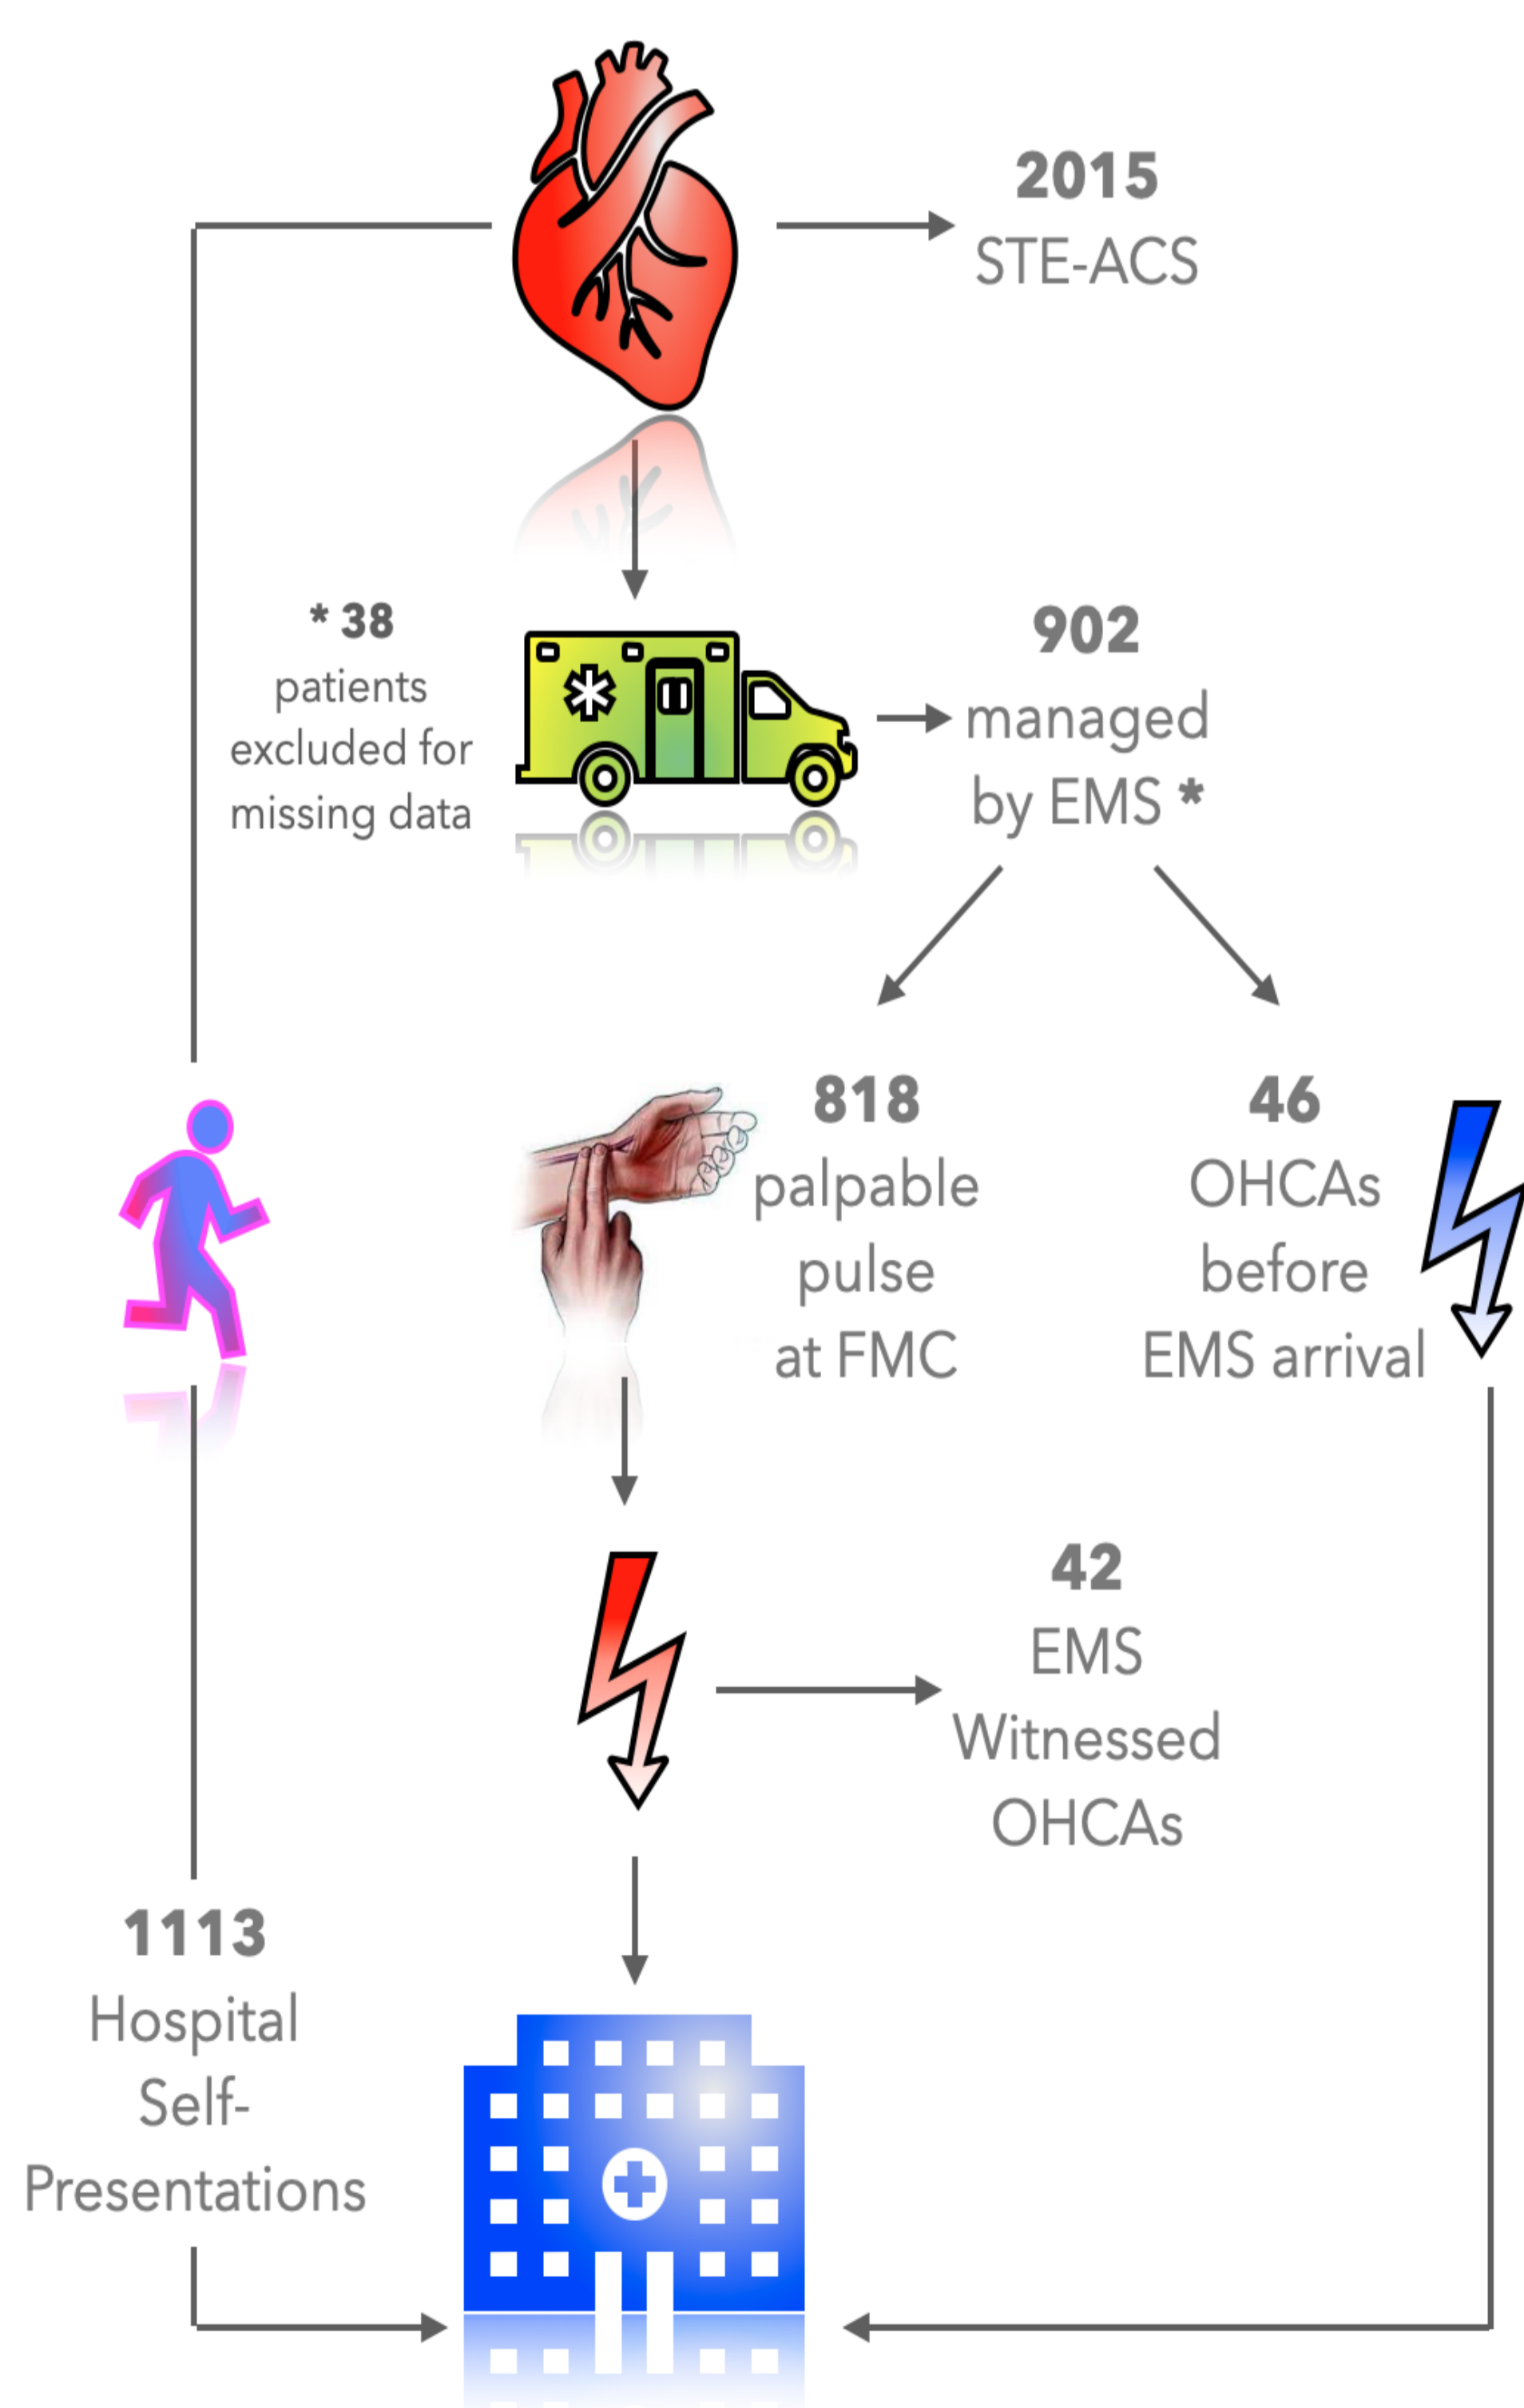 2015
STE-ACS
* 38
patients
excluded for
missing data
902
managed
by EMS *
818
palpable
pulse
at FMC
46
OHCAs
before
EMS arrival
42
EMS
Witnessed
OHCAs
1113
Hospital
Self-
Presentations